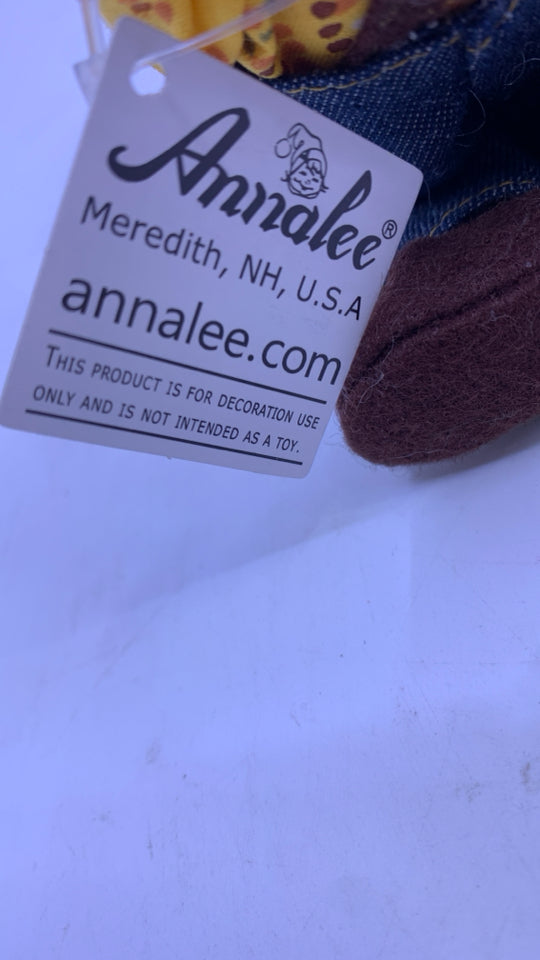 Annalee®
Meredith, NH, U.S.A
annalee.com
THIS PRODUCT IS FOR DECORATION USE
ONLY AND IS NOT INTENDED AS A TOY.